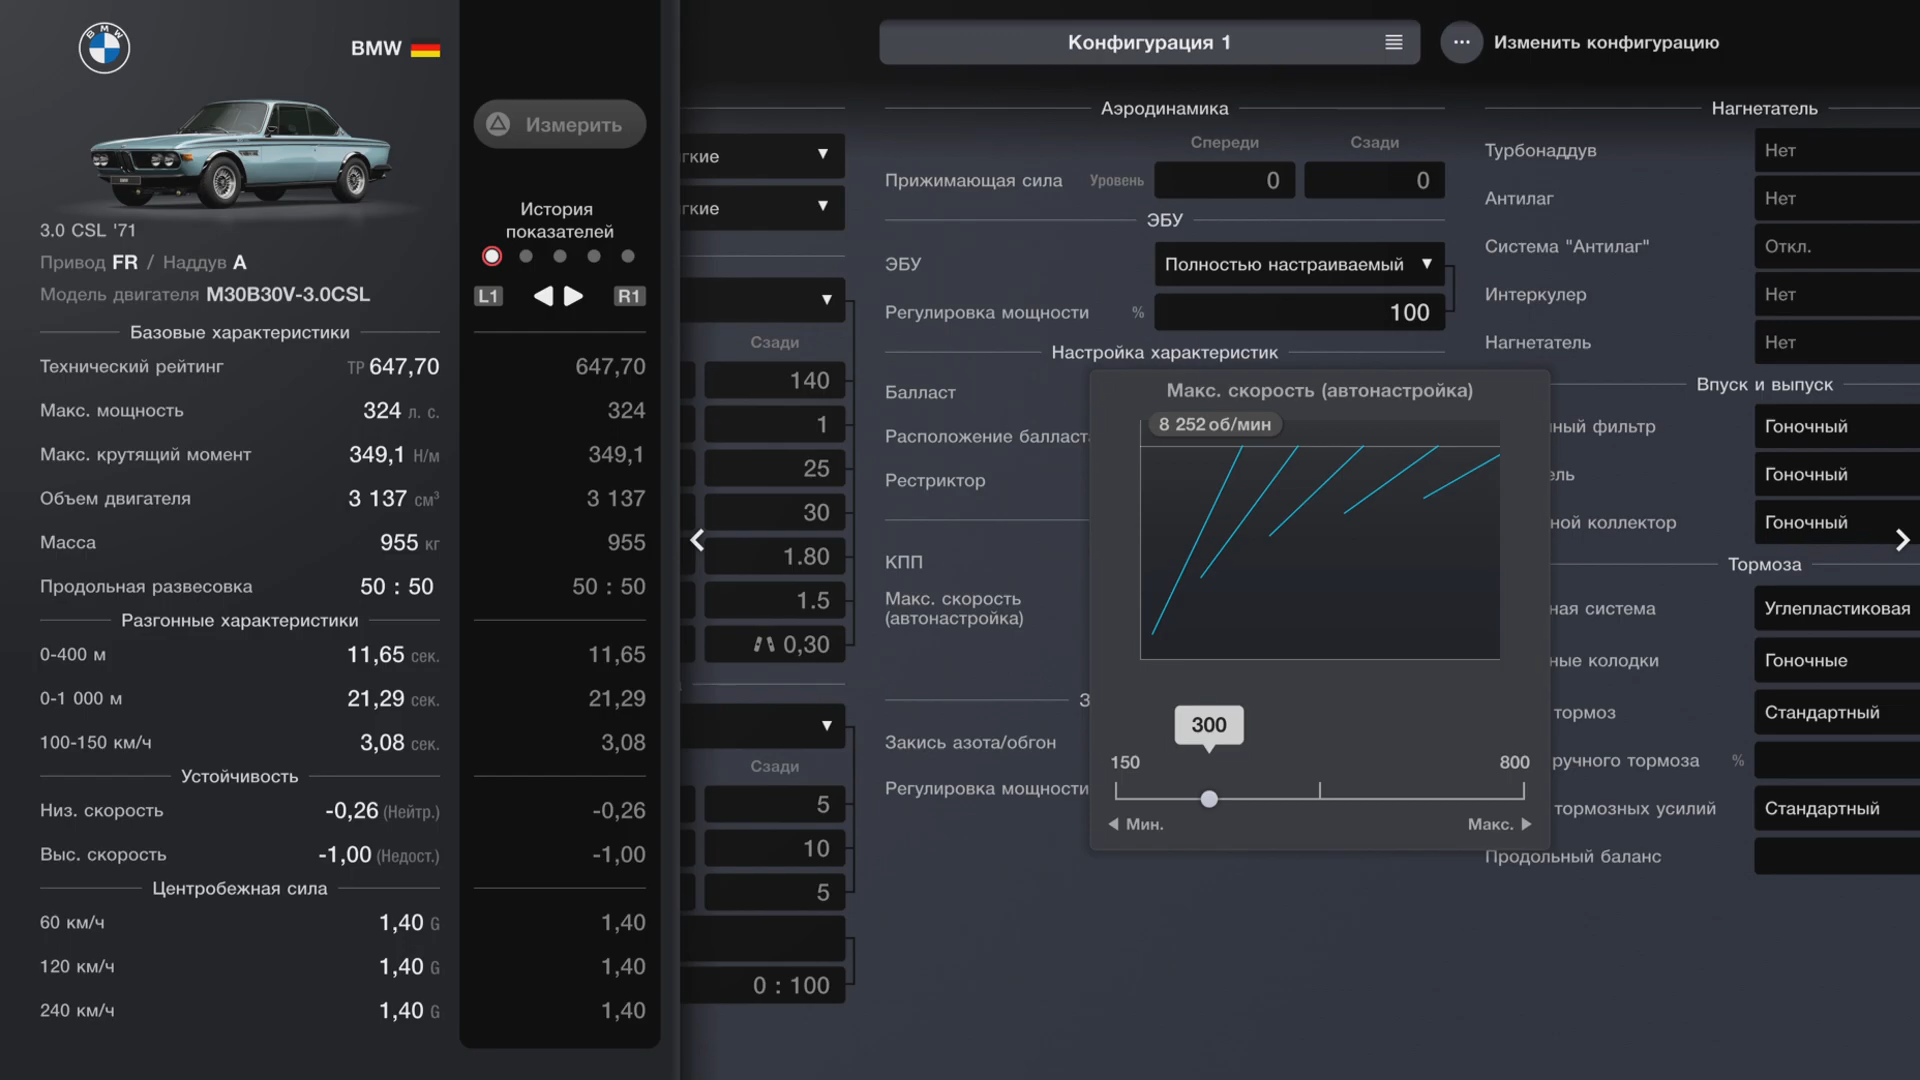 BMW
BMW
3.0 CSL '71
Привод FR / Наддув A
Модель двигателя M30B30V-3.0CSL
Базовые характеристики
Технический рейтинг ТР 647,70
Макс. мощность 324 л. с.
Макс. крутящий момент 349,1 Н/м
Объем двигателя 3 137 см³
Масса 955 кг
Продольная развесовка 50 : 50
Разгонные характеристики
0-400 м 11,65 сек.
0-1 000 м 21,29 сек.
100-150 км/ч 3,08 сек.
Устойчивость
Низ. скорость -0,26 (Нейтр.)
Выс. скорость -1,00 (Недост.)
Центробежная сила
60 км/ч 1,40 G
120 км/ч 1,40 G
240 км/ч 1,40 G
Измерить
История
показателей
L1 R1
647,70
324
349,1
3 137
955
50 : 50
11,65
21,29
3,08
-0,26
-1,00
1,40
1,40
1,40
гкие
гкие
Сзади
140
1
25
30
1.80
1.5
0,30
Сзади
5
10
5
0 : 100
Конфигурация 1
Изменить конфигурацию
Аэродинамика
Спереди Сзади
Прижимающая сила Уровень 0 0
ЭБУ
ЭБУ Полностью настраиваемый
Регулировка мощности % 100
Настройка характеристик
Балласт
Расположение балласта
Рестриктор
КПП
Макс. скорость
(автонастройка)
З
Закись азота/обгон
Регулировка мощности
Макс. скорость (автонастройка)
8 252 об/мин
300
150 800
Мин. Макс.
Нагнетатель
Турбонаддув Нет
Антилаг Нет
Система "Антилаг" Откл.
Интеркулер Нет
Нагнетатель Нет
Впуск и выпуск
ный фильтр Гоночный
ель Гоночный
ной коллектор Гоночный
Тормоза
ная система Углепластиковая
ные колодки Гоночные
тормоз Стандартный
ручного тормоза %
тормозных усилий Стандартный
Продольный баланс